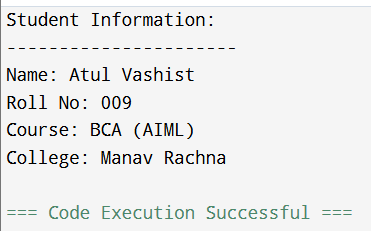 Student Information:
----------------------
Name: Atul Vashist
Roll No: 009
Course: BCA (AIML)
College: Manav Rachna
=== Code Execution Successful ===